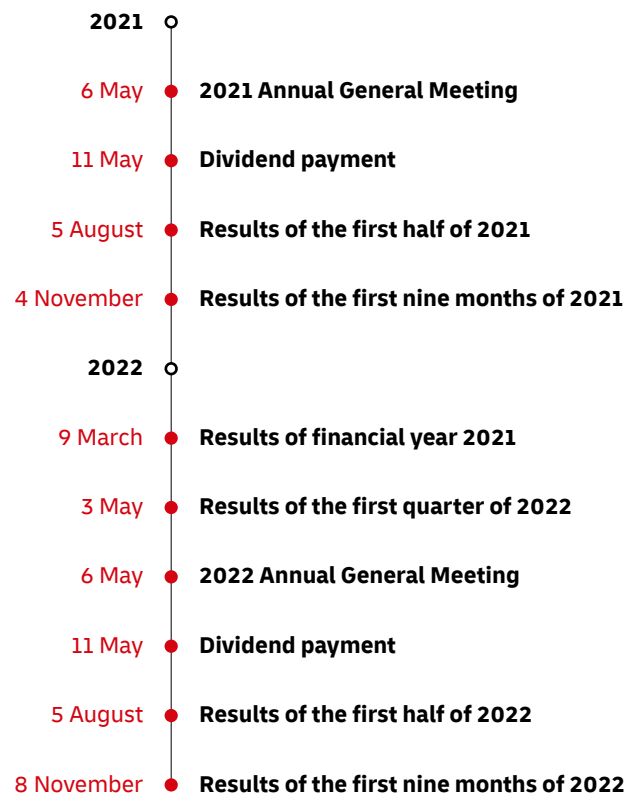 2021
6 May 2021 Annual General Meeting
11 May Dividend payment
5 August Results of the first half of 2021
4 November Results of the first nine months of 2021
2022
9 March Results of financial year 2021
3 May Results of the first quarter of 2022
6 May 2022 Annual General Meeting
11 May Dividend payment
5 August Results of the first half of 2022
8 November Results of the first nine months of 2022